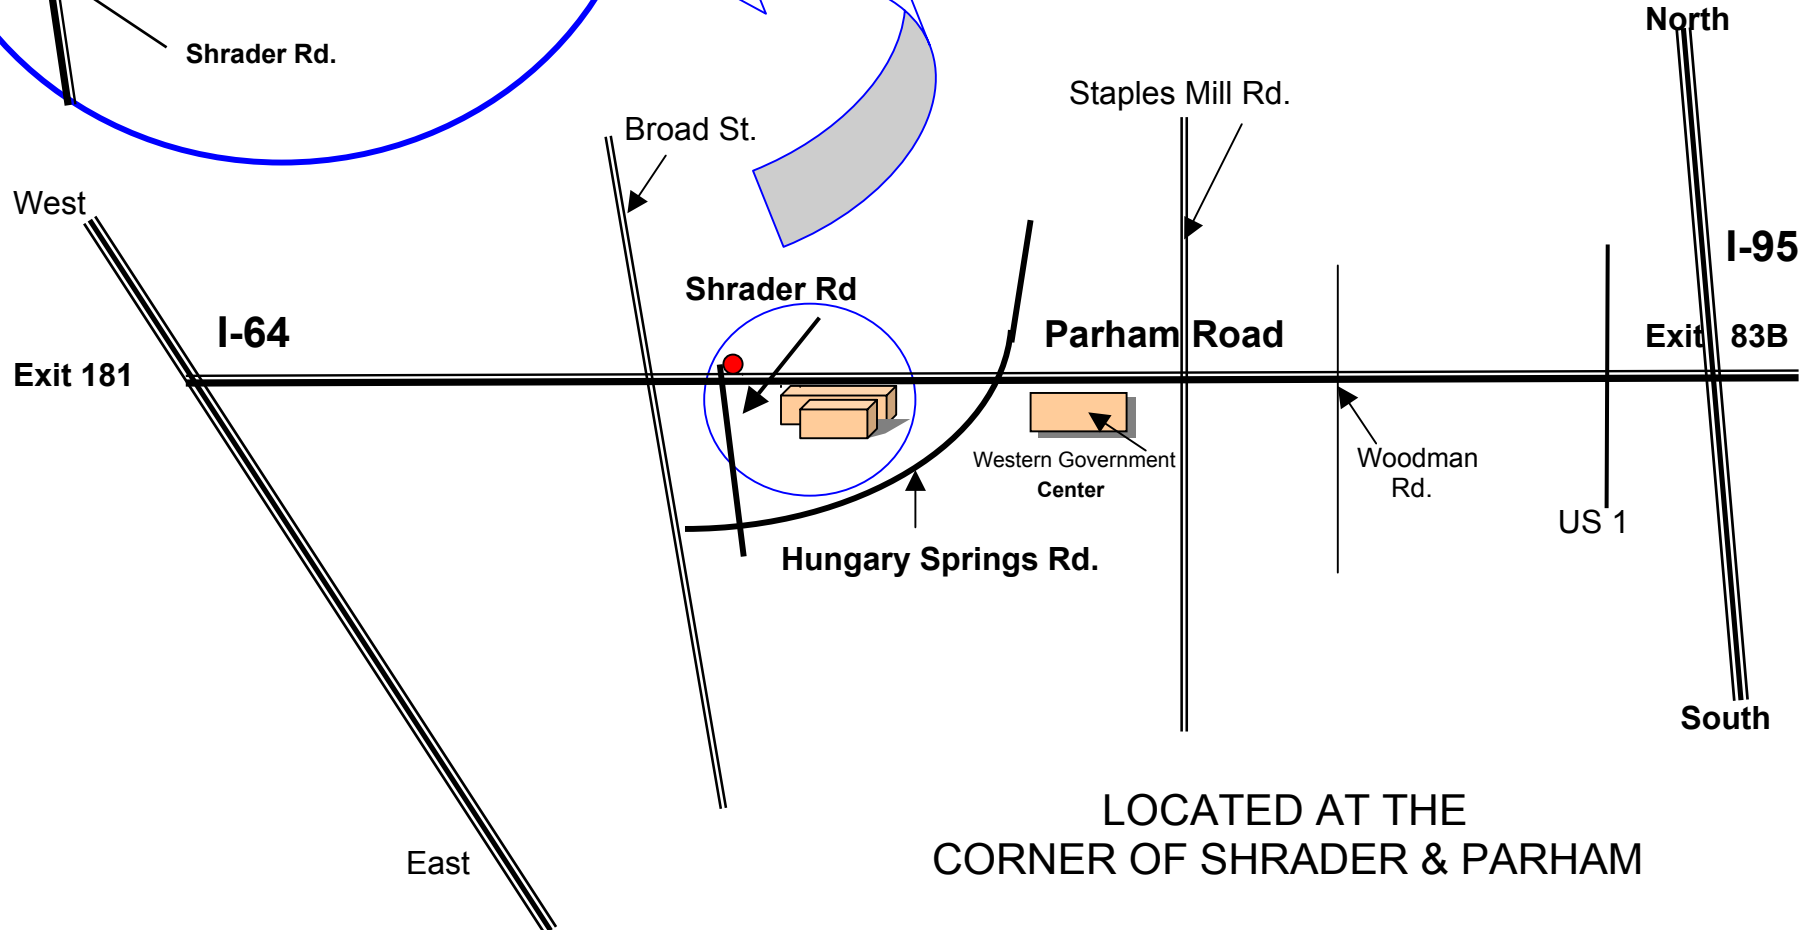 North
Shrader Rd.
Staples Mill Rd.
Broad St.
West
I-95
Shrader Rd
I-64
Parham Road
Exit 83B
Exit 181
Western Government
Center
Woodman
Rd.
US 1
Hungary Springs Rd.
South
LOCATED AT THE
CORNER OF SHRADER & PARHAM
East